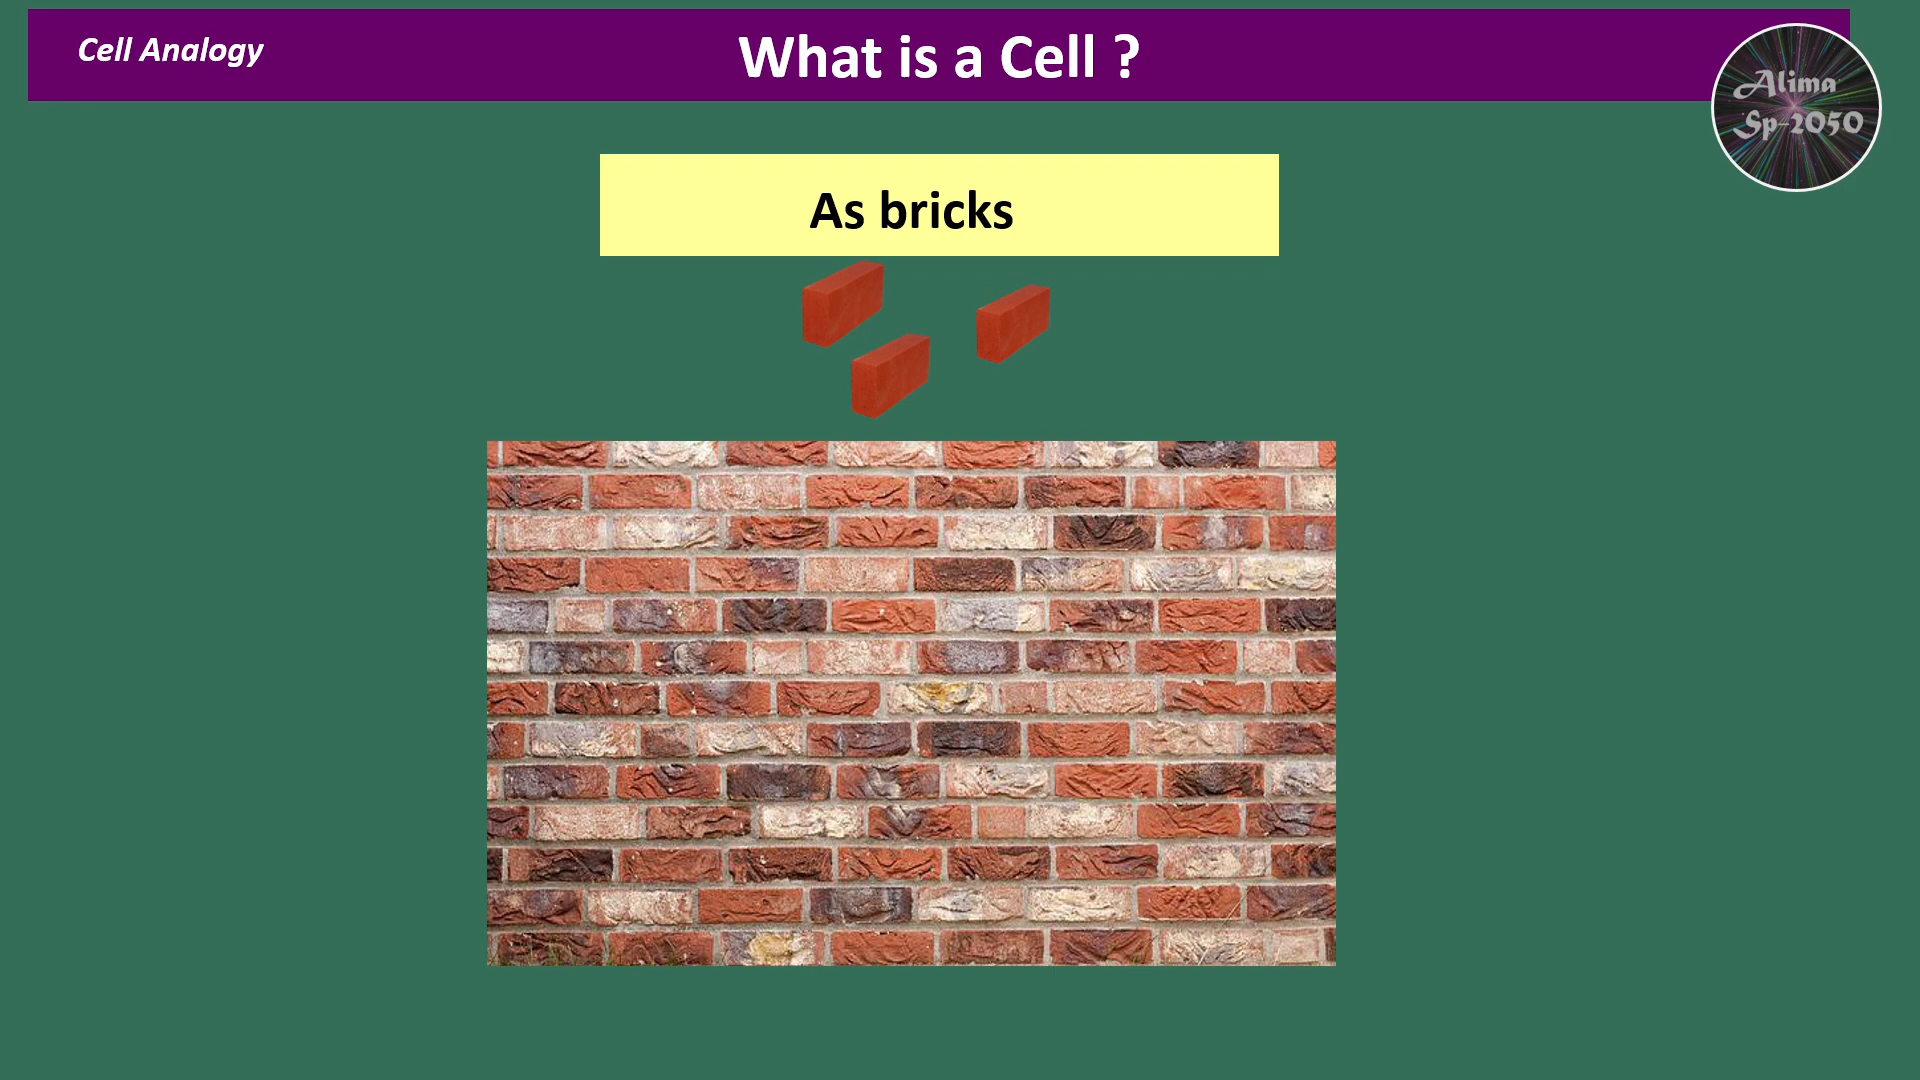 Cell Analogy
What is a Cell ?
Alima
Sp-2050
As bricks